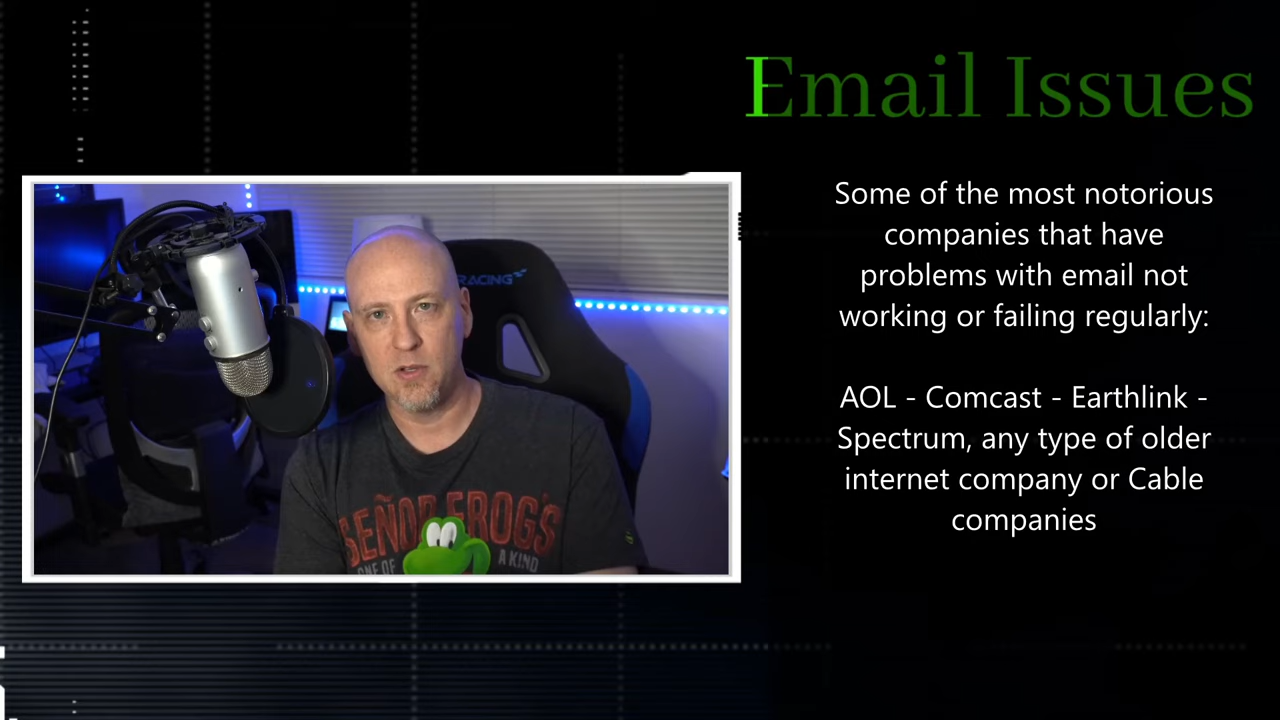 Email Issues
Some of the most notorious
companies that have
problems with email not
working or failing regularly:
AOL - Comcast - Earthlink -
Spectrum, any type of older
internet company or Cable
companies
RACING
SEÑOR FROG'S
ONE OF A KIND